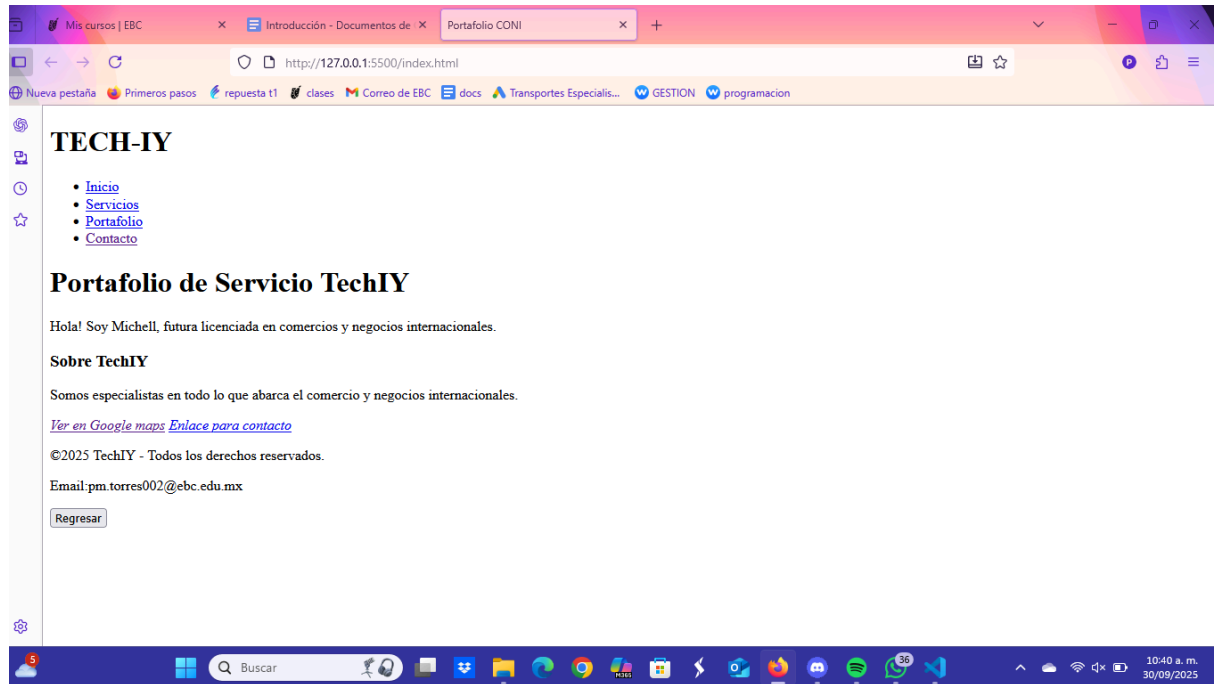 Mis cursos | EBC
Introducción - Documentos de
Portafolio CONI
http://127.0.0.1:5500/index.html
Nueva pestaña Primeros pasos repuesta t1 clases Correo de EBC docs Transportes Especialis... GESTION programacion
TECH-IY
Inicio
Servicios
Portafolio
Contacto
Portafolio de Servicio TechIY
Hola! Soy Michell, futura licenciada en comercios y negocios internacionales.
Sobre TechIY
Somos especialistas en todo lo que abarca el comercio y negocios internacionales.
Ver en Google maps Enlace para contacto
©2025 TechIY - Todos los derechos reservados.
Email:pm.torres002@ebc.edu.mx
Regresar
5
Buscar
M365
36
10:40 a. m.
30/09/2025